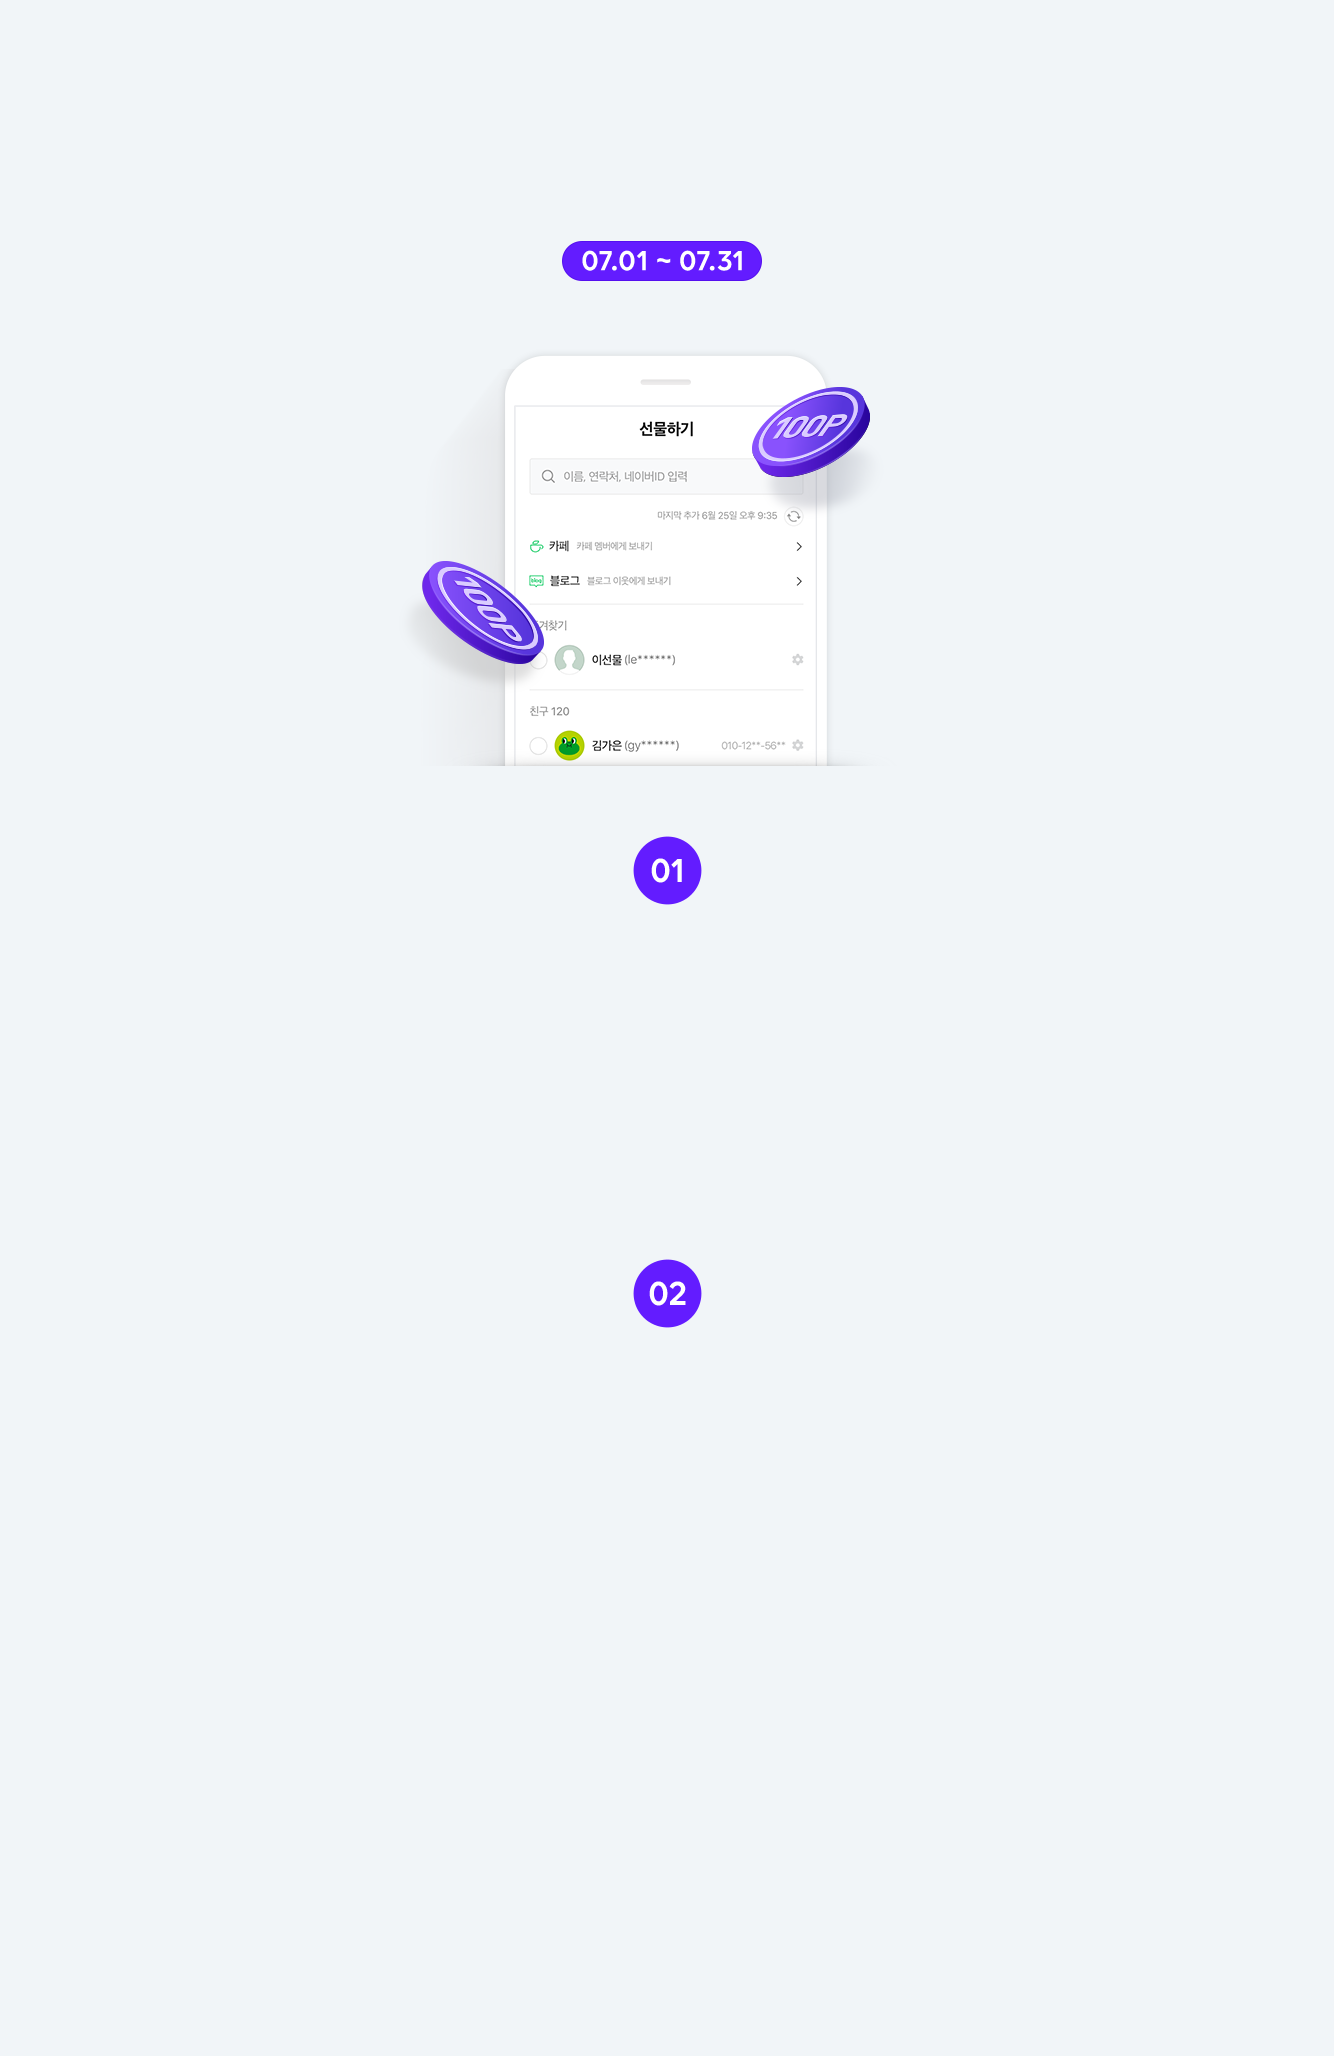 07.01 ~ 07.31
선물하기
100P
이름, 연락처, 네이버ID 입력
마지막 추가 6월 25일 오후 9:35
카페 카페 멤버에게 보내기
blog 블로그 블로그 이웃에게 보내기
100P
겨찾기
이선물 (le******)
친구 120
김가은 (gy******) 010-12**-56**
01
02